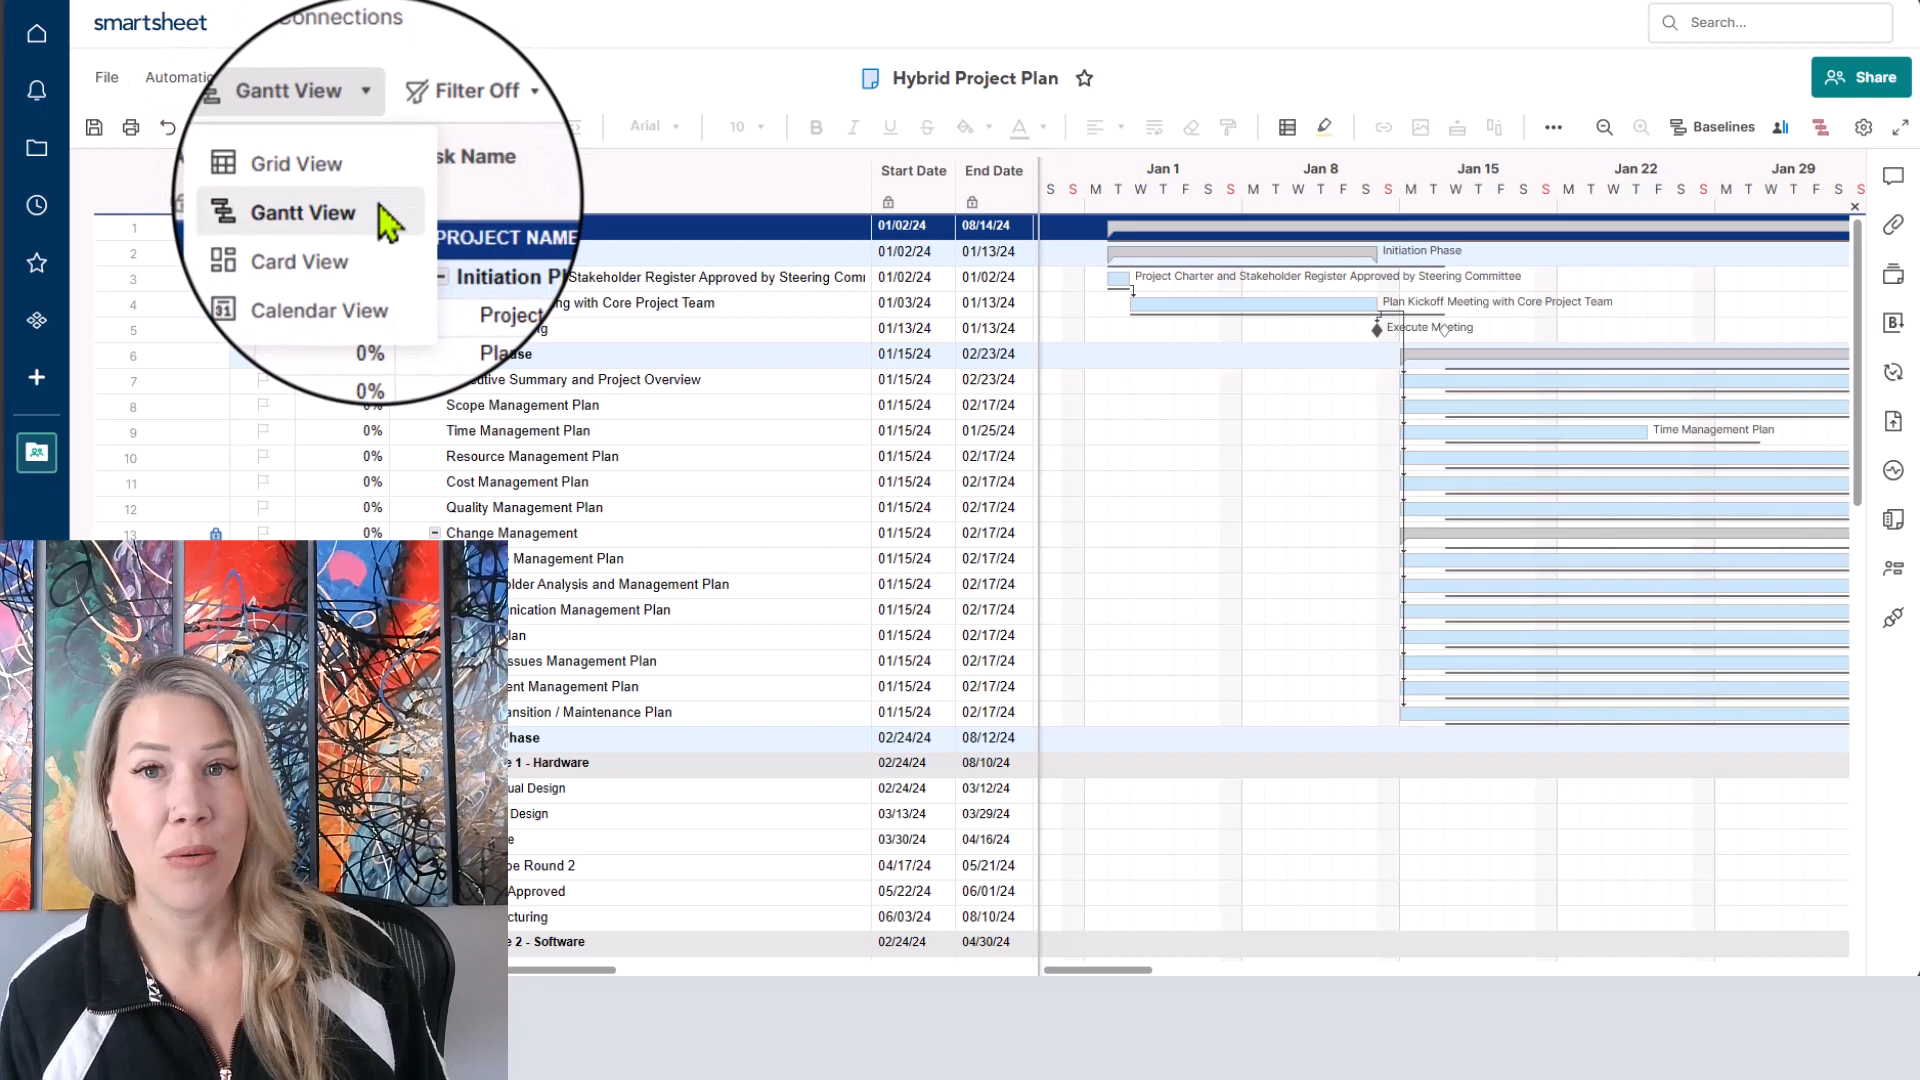 smartsheet
Connections
Search...
File
Automatio
Gantt View
Filter Off
Hybrid Project Plan
Share
Arial
10
B
I
U
S
A
Baselines
Grid View
Gantt View
Card View
31
Calendar View
sk Name
Start Date
End Date
Jan 1
Jan 8
Jan 15
Jan 22
Jan 29
S S M T W T F S S M T W T F S S M T W T F S S M T W T F S S M T W T F S
1
PROJECT NAME
01/02/24
08/14/24
2
Initiation P
01/02/24
01/13/24
Initiation Phase
3
Stakeholder Register Approved by Steering Comm
01/02/24
01/02/24
Project Charter and Stakeholder Register Approved by Steering Committee
4
Project
ng with Core Project Team
01/03/24
01/13/24
Plan Kickoff Meeting with Core Project Team
5
ng
01/13/24
01/13/24
Execute Meeting
6
0%
Pla
ase
01/15/24
02/23/24
7
0%
utive Summary and Project Overview
01/15/24
02/23/24
8
0%
Scope Management Plan
01/15/24
02/17/24
9
0%
Time Management Plan
01/15/24
01/25/24
Time Management Plan
10
0%
Resource Management Plan
01/15/24
02/17/24
11
0%
Cost Management Plan
01/15/24
02/17/24
12
0%
Quality Management Plan
01/15/24
02/17/24
13
0%
Change Management
01/15/24
02/17/24
Management Plan
01/15/24
02/17/24
older Analysis and Management Plan
01/15/24
02/17/24
nication Management Plan
01/15/24
02/17/24
lan
01/15/24
02/17/24
ssues Management Plan
01/15/24
02/17/24
ent Management Plan
01/15/24
02/17/24
nsition / Maintenance Plan
01/15/24
02/17/24
hase
02/24/24
08/12/24
e 1 - Hardware
02/24/24
08/10/24
ual Design
02/24/24
03/12/24
Design
03/13/24
03/29/24
e
03/30/24
04/16/24
pe Round 2
04/17/24
05/21/24
Approved
05/22/24
06/01/24
cturing
06/03/24
08/10/24
e 2 - Software
02/24/24
04/30/24